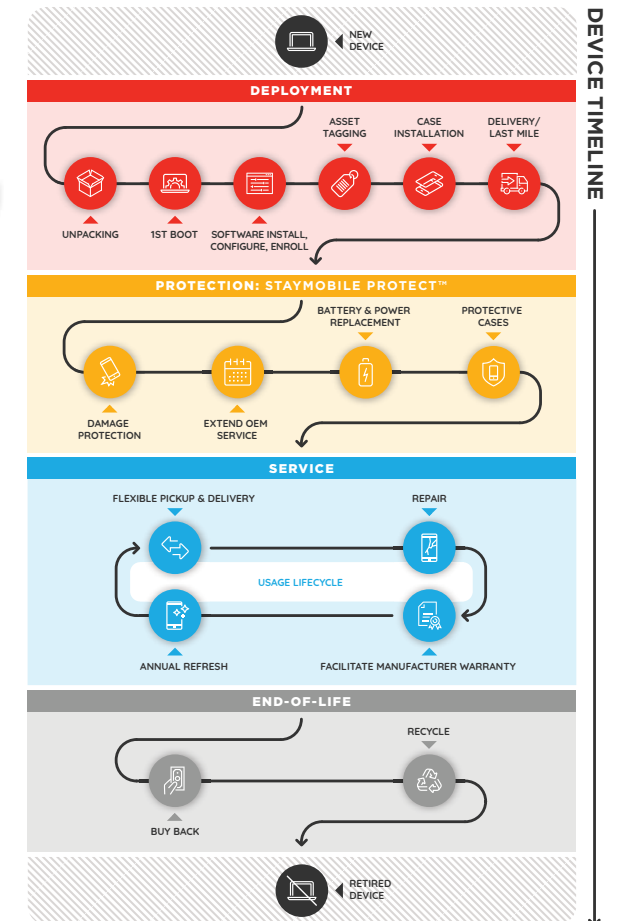 NEW
DEVICE
DEVICE TIMELINE
DEPLOYMENT
ASSET
TAGGING
CASE
INSTALLATION
DELIVERY/
LAST MILE
UNPACKING
1ST BOOT
SOFTWARE INSTALL,
CONFIGURE, ENROLL
PROTECTION: STAYMOBILE PROTECT™
BATTERY & POWER
REPLACEMENT
PROTECTIVE
CASES
DAMAGE
PROTECTION
EXTEND OEM
SERVICE
SERVICE
FLEXIBLE PICKUP & DELIVERY
REPAIR
USAGE LIFECYCLE
ANNUAL REFRESH
FACILITATE MANUFACTURER WARRANTY
END-OF-LIFE
RECYCLE
BUY BACK
RETIRED
DEVICE